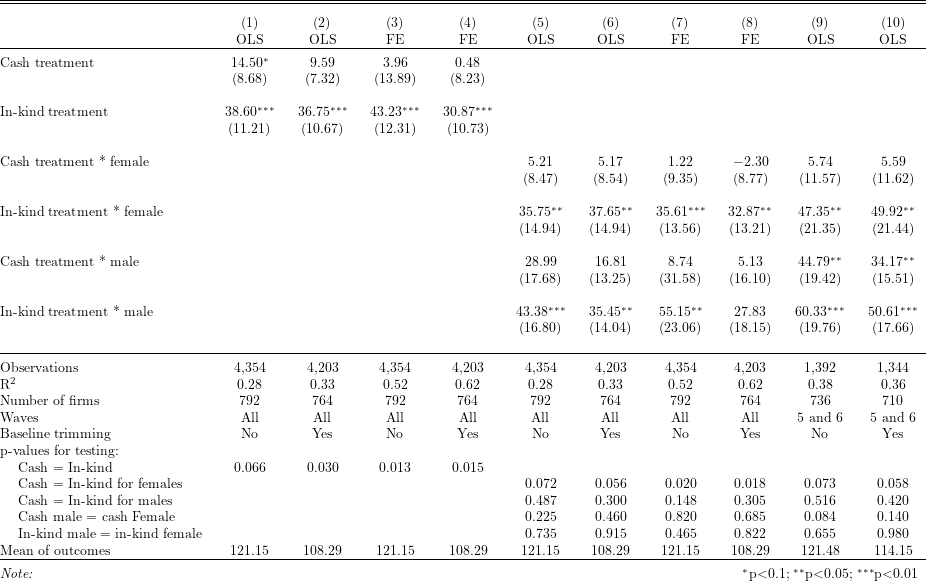 (1) (2) (3) (4) (5) (6) (7) (8) (9) (10)
OLS OLS FE FE OLS OLS FE FE OLS OLS
Cash treatment 14.50* 9.59 3.96 0.48
(8.68) (7.32) (13.89) (8.23)
In-kind treatment 38.60*** 36.75*** 43.23*** 30.87***
(11.21) (10.67) (12.31) (10.73)
Cash treatment * female 5.21 5.17 1.22 −2.30 5.74 5.59
(8.47) (8.54) (9.35) (8.77) (11.57) (11.62)
In-kind treatment * female 35.75** 37.65** 35.61*** 32.87** 47.35** 49.92**
(14.94) (14.94) (13.56) (13.21) (21.35) (21.44)
Cash treatment * male 28.99 16.81 8.74 5.13 44.79** 34.17**
(17.68) (13.25) (31.58) (16.10) (19.42) (15.51)
In-kind treatment * male 43.38*** 35.45** 55.15** 27.83 60.33*** 50.61***
(16.80) (14.04) (23.06) (18.15) (19.76) (17.66)
Observations 4,354 4,203 4,354 4,203 4,354 4,203 4,354 4,203 1,392 1,344
R² 0.28 0.33 0.52 0.62 0.28 0.33 0.52 0.62 0.38 0.36
Number of firms 792 764 792 764 792 764 792 764 736 710
Waves All All All All All All All All 5 and 6 5 and 6
Baseline trimming No Yes No Yes No Yes No Yes No Yes
p-values for testing:
Cash = In-kind 0.066 0.030 0.013 0.015
Cash = In-kind for females 0.072 0.056 0.020 0.018 0.073 0.058
Cash = In-kind for males 0.487 0.300 0.148 0.305 0.516 0.420
Cash male = cash Female 0.225 0.460 0.820 0.685 0.084 0.140
In-kind male = in-kind female 0.735 0.915 0.465 0.822 0.655 0.980
Mean of outcomes 121.15 108.29 121.15 108.29 121.15 108.29 121.15 108.29 121.48 114.15
Note: *p<0.1; **p<0.05; ***p<0.01